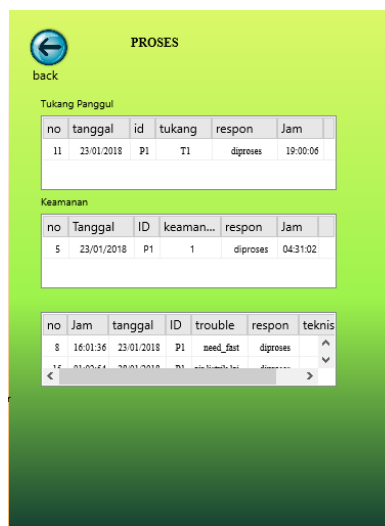 PROSES
back
Tukang Panggul
no tanggal id tukang respon Jam
11 23/01/2018 P1 T1 diproses 19:00:06
Keamanan
no Tanggal ID keaman... respon Jam
5 23/01/2018 P1 1 diproses 04:31:02
no Jam tanggal ID trouble respon teknis
8 16:01:36 23/01/2018 P1 need_fast diproses